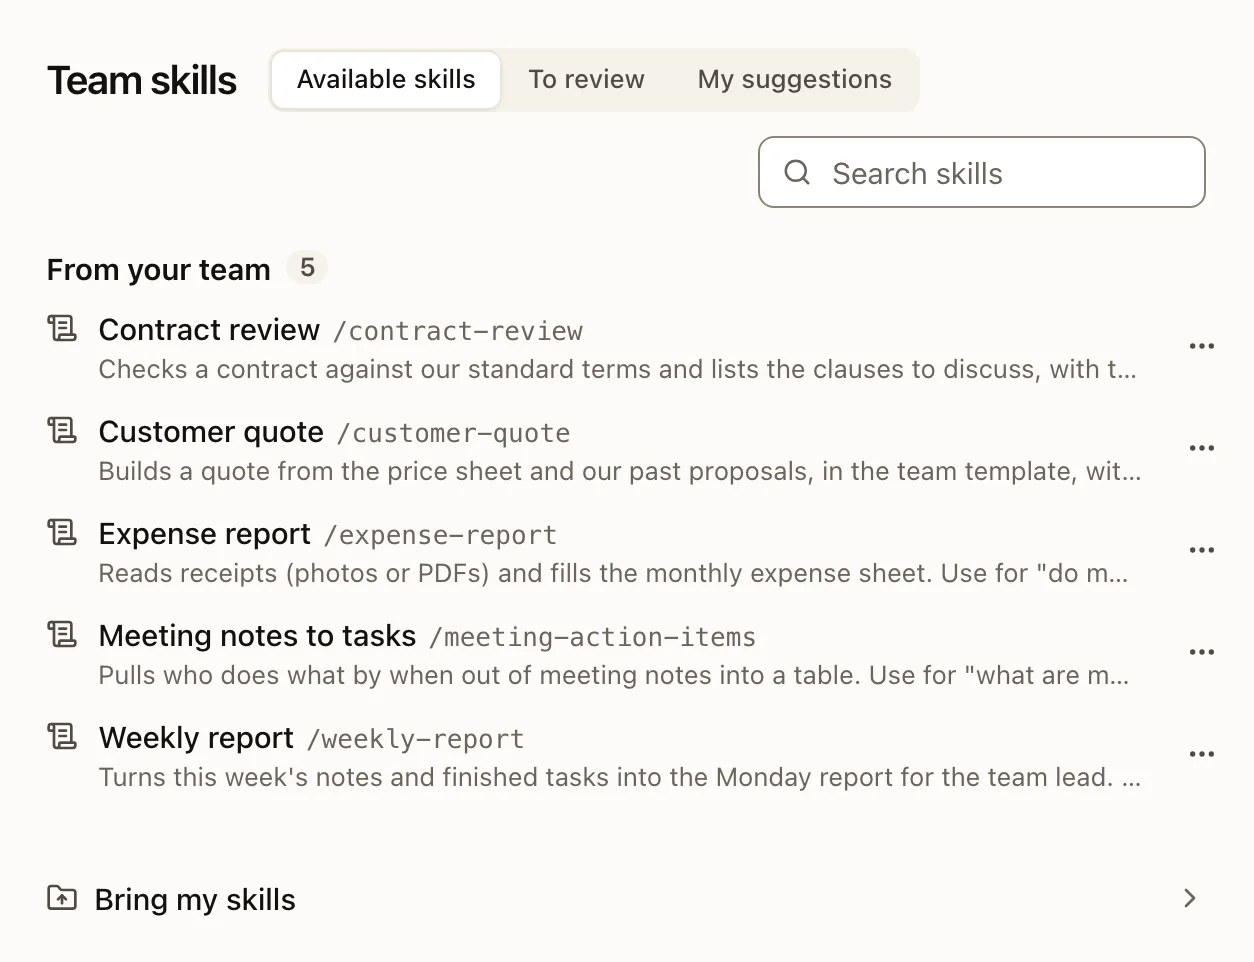 Team skills
Available skills
To review
My suggestions
Search skills
From your team 5
Contract review /contract-review
Checks a contract against our standard terms and lists the clauses to discuss, with t...
Customer quote /customer-quote
Builds a quote from the price sheet and our past proposals, in the team template, wit...
Expense report /expense-report
Reads receipts (photos or PDFs) and fills the monthly expense sheet. Use for "do m...
Meeting notes to tasks /meeting-action-items
Pulls who does what by when out of meeting notes into a table. Use for "what are m...
Weekly report /weekly-report
Turns this week's notes and finished tasks into the Monday report for the team lead. ...
Bring my skills